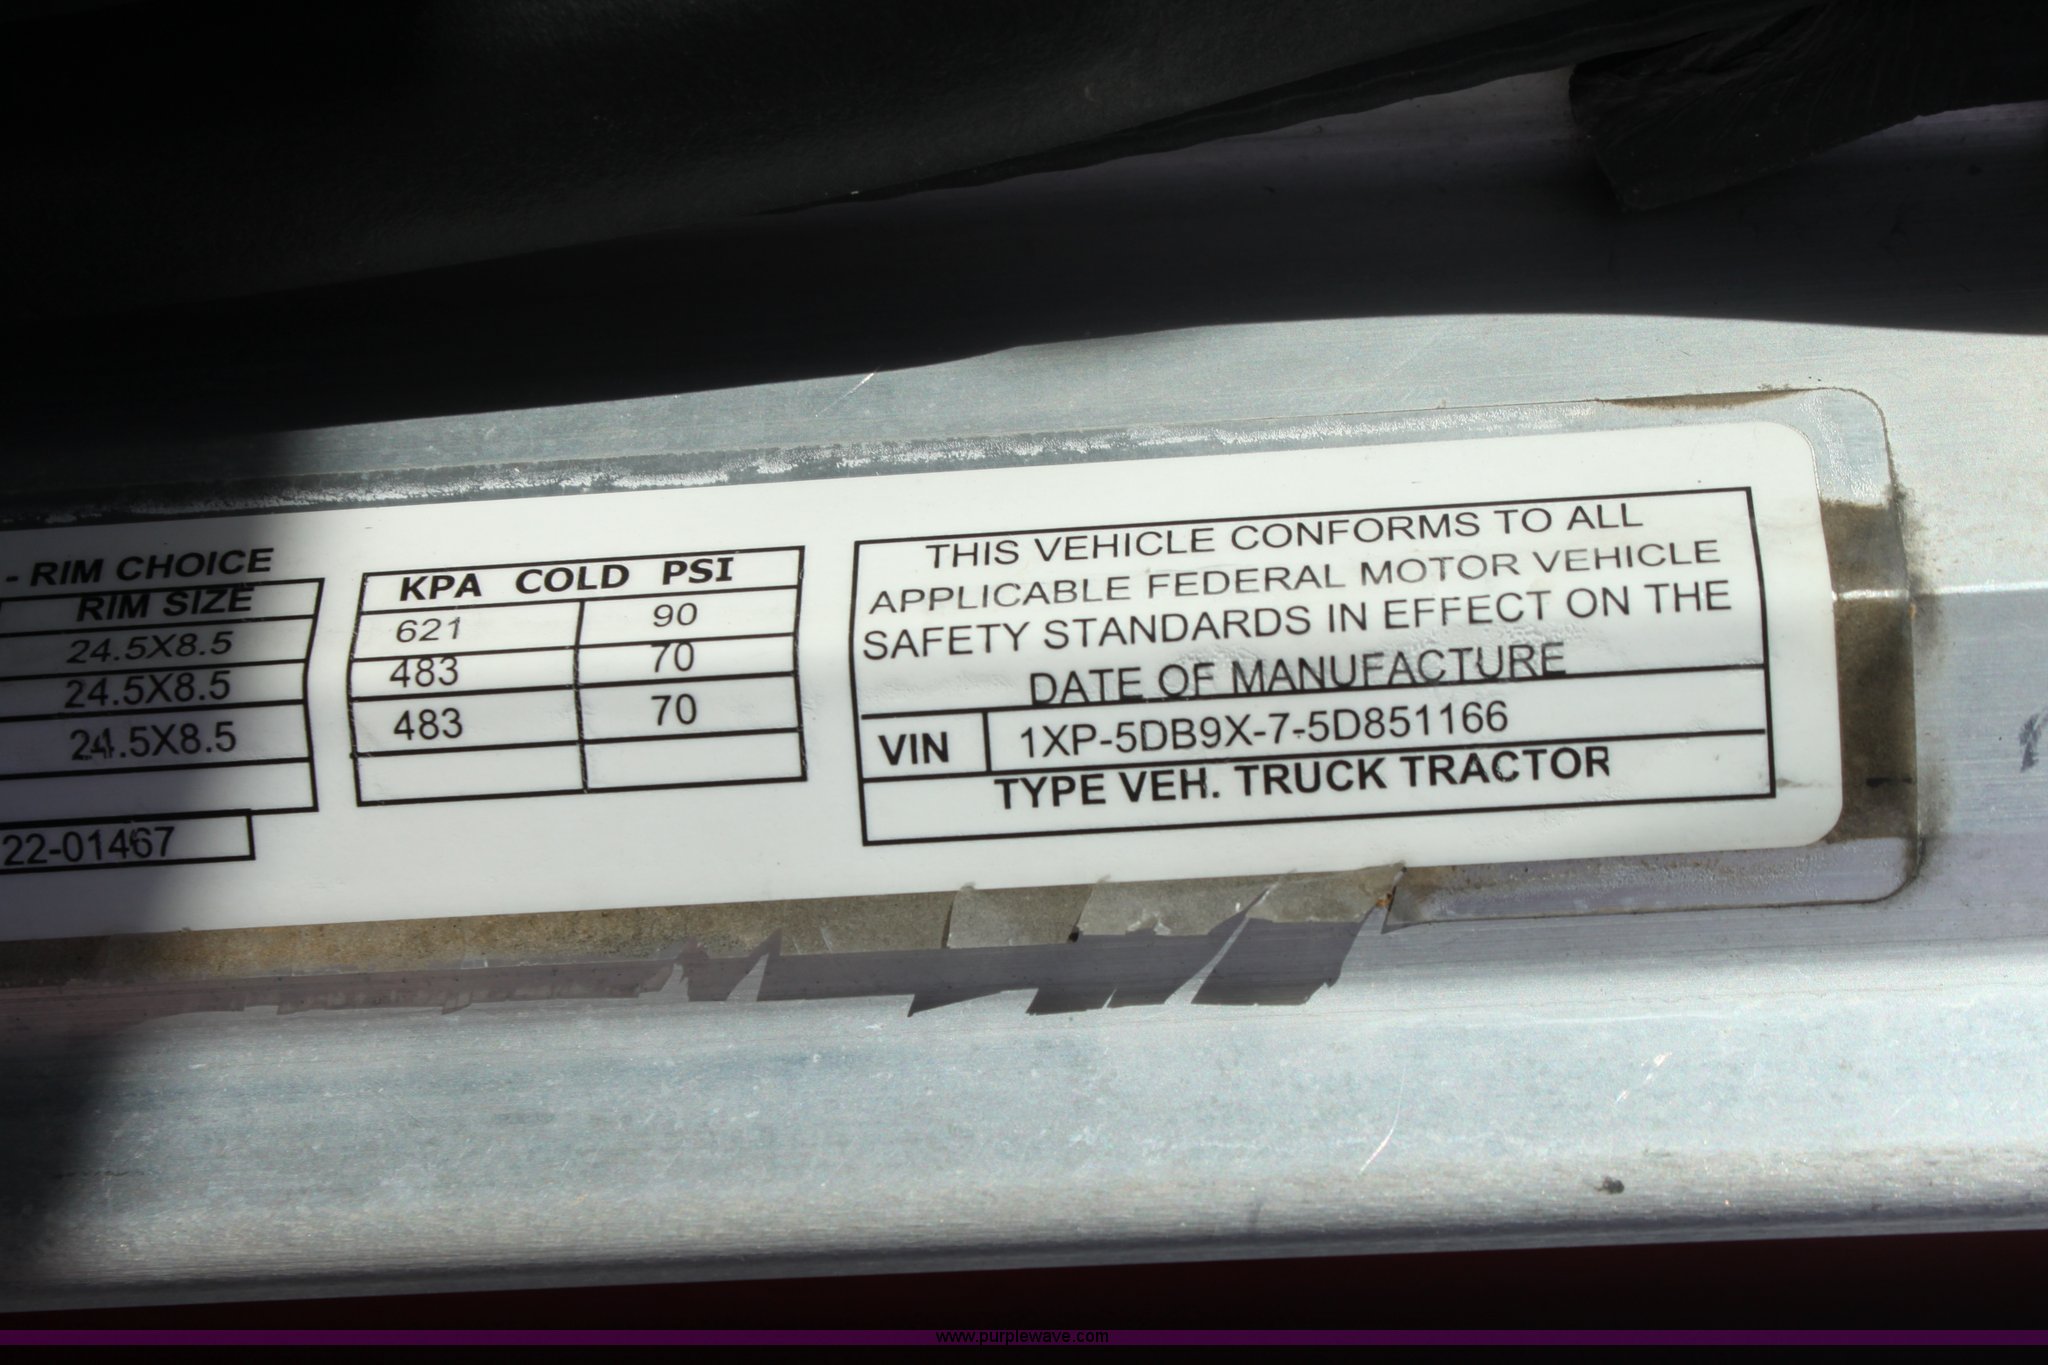 - RIM CHOICE
RIM SIZE
24.5X8.5
24.5X8.5
24.5X8.5
22-01467
KPA COLD PSI
621 90
483 70
483 70
THIS VEHICLE CONFORMS TO ALL
APPLICABLE FEDERAL MOTOR VEHICLE
SAFETY STANDARDS IN EFFECT ON THE
DATE OF MANUFACTURE
VIN 1XP-5DB9X-7-5D851166
TYPE VEH. TRUCK TRACTOR
www.purplewave.com